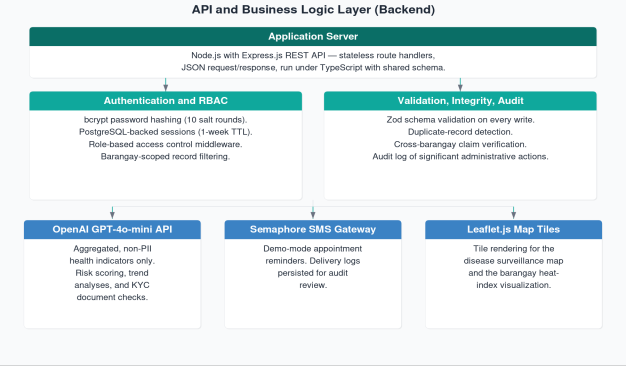 API and Business Logic Layer (Backend)
Application Server
Node.js with Express.js REST API — stateless route handlers,
JSON request/response, run under TypeScript with shared schema.
Authentication and RBAC
bcrypt password hashing (10 salt rounds).
PostgreSQL-backed sessions (1-week TTL).
Role-based access control middleware.
Barangay-scoped record filtering.
Validation, Integrity, Audit
Zod schema validation on every write.
Duplicate-record detection.
Cross-barangay claim verification.
Audit log of significant administrative actions.
OpenAI GPT-4o-mini API
Aggregated, non-PII
health indicators only.
Risk scoring, trend
analyses, and KYC
document checks.
Semaphore SMS Gateway
Demo-mode appointment
reminders. Delivery logs
persisted for audit
review.
Leaflet.js Map Tiles
Tile rendering for the
disease surveillance map
and the barangay heat-
index visualization.